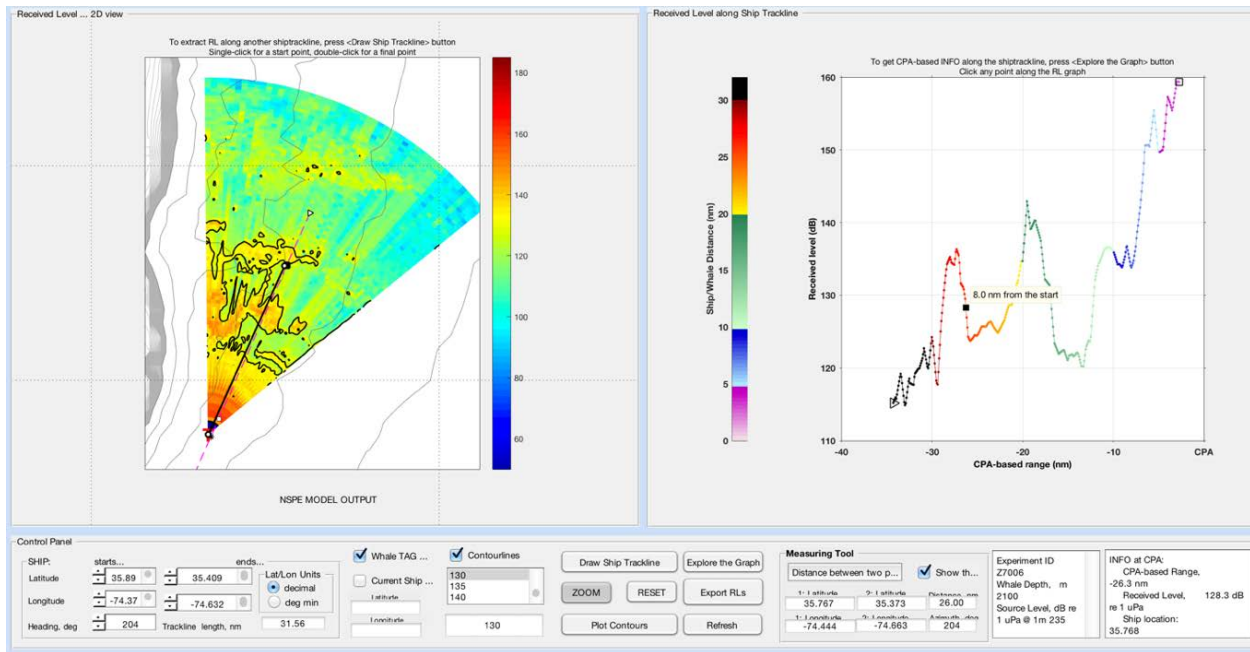 Received Level ... 2D view
To extract RL along another shiptrackline, press <Draw Ship Trackline> button
Single-click for a start point, double-click for a final point
180
160
140
120
100
80
60
NSPE MODEL OUTPUT
Received Level along Ship Trackline
To get CPA-based INFO along the shiptrackline, press <Explore the Graph> button
Click any point along the RL graph
Ship/Whale Distance (nm)
30
25
20
15
10
5
0
Received level (dB)
160
150
140
130
120
110
8.0 nm from the start
-40
-30
-20
-10
CPA
CPA-based range (nm)
Control Panel
SHIP:
starts...
ends...
Latitude
35.89
35.409
Longitude
-74.37
-74.632
Heading, deg
204
Trackline length, nm
31.56
Lat/Lon Units
decimal
deg min
Whale TAG ...
Current Ship ...
Latitude
Longitude
Contourlines
130
135
140
130
Draw Ship Trackline
Explore the Graph
ZOOM
RESET
Export RLs
Plot Contours
Refresh
Measuring Tool
Distance between two p...
Show th...
1: Latitude
2: Latitude
Distance, nm
35.767
35.373
26.00
1: Longitude
2: Longitude
Azimuth, deg
-74.444
-74.663
204
Experiment ID
Z7006
Whale Depth, m
2100
Source Level, dB re
1 uPa @ 1m 235
INFO at CPA:
CPA-based Range,
-26.3 nm
Received Level, 128.3 dB
re 1 uPa
Ship location:
35.768